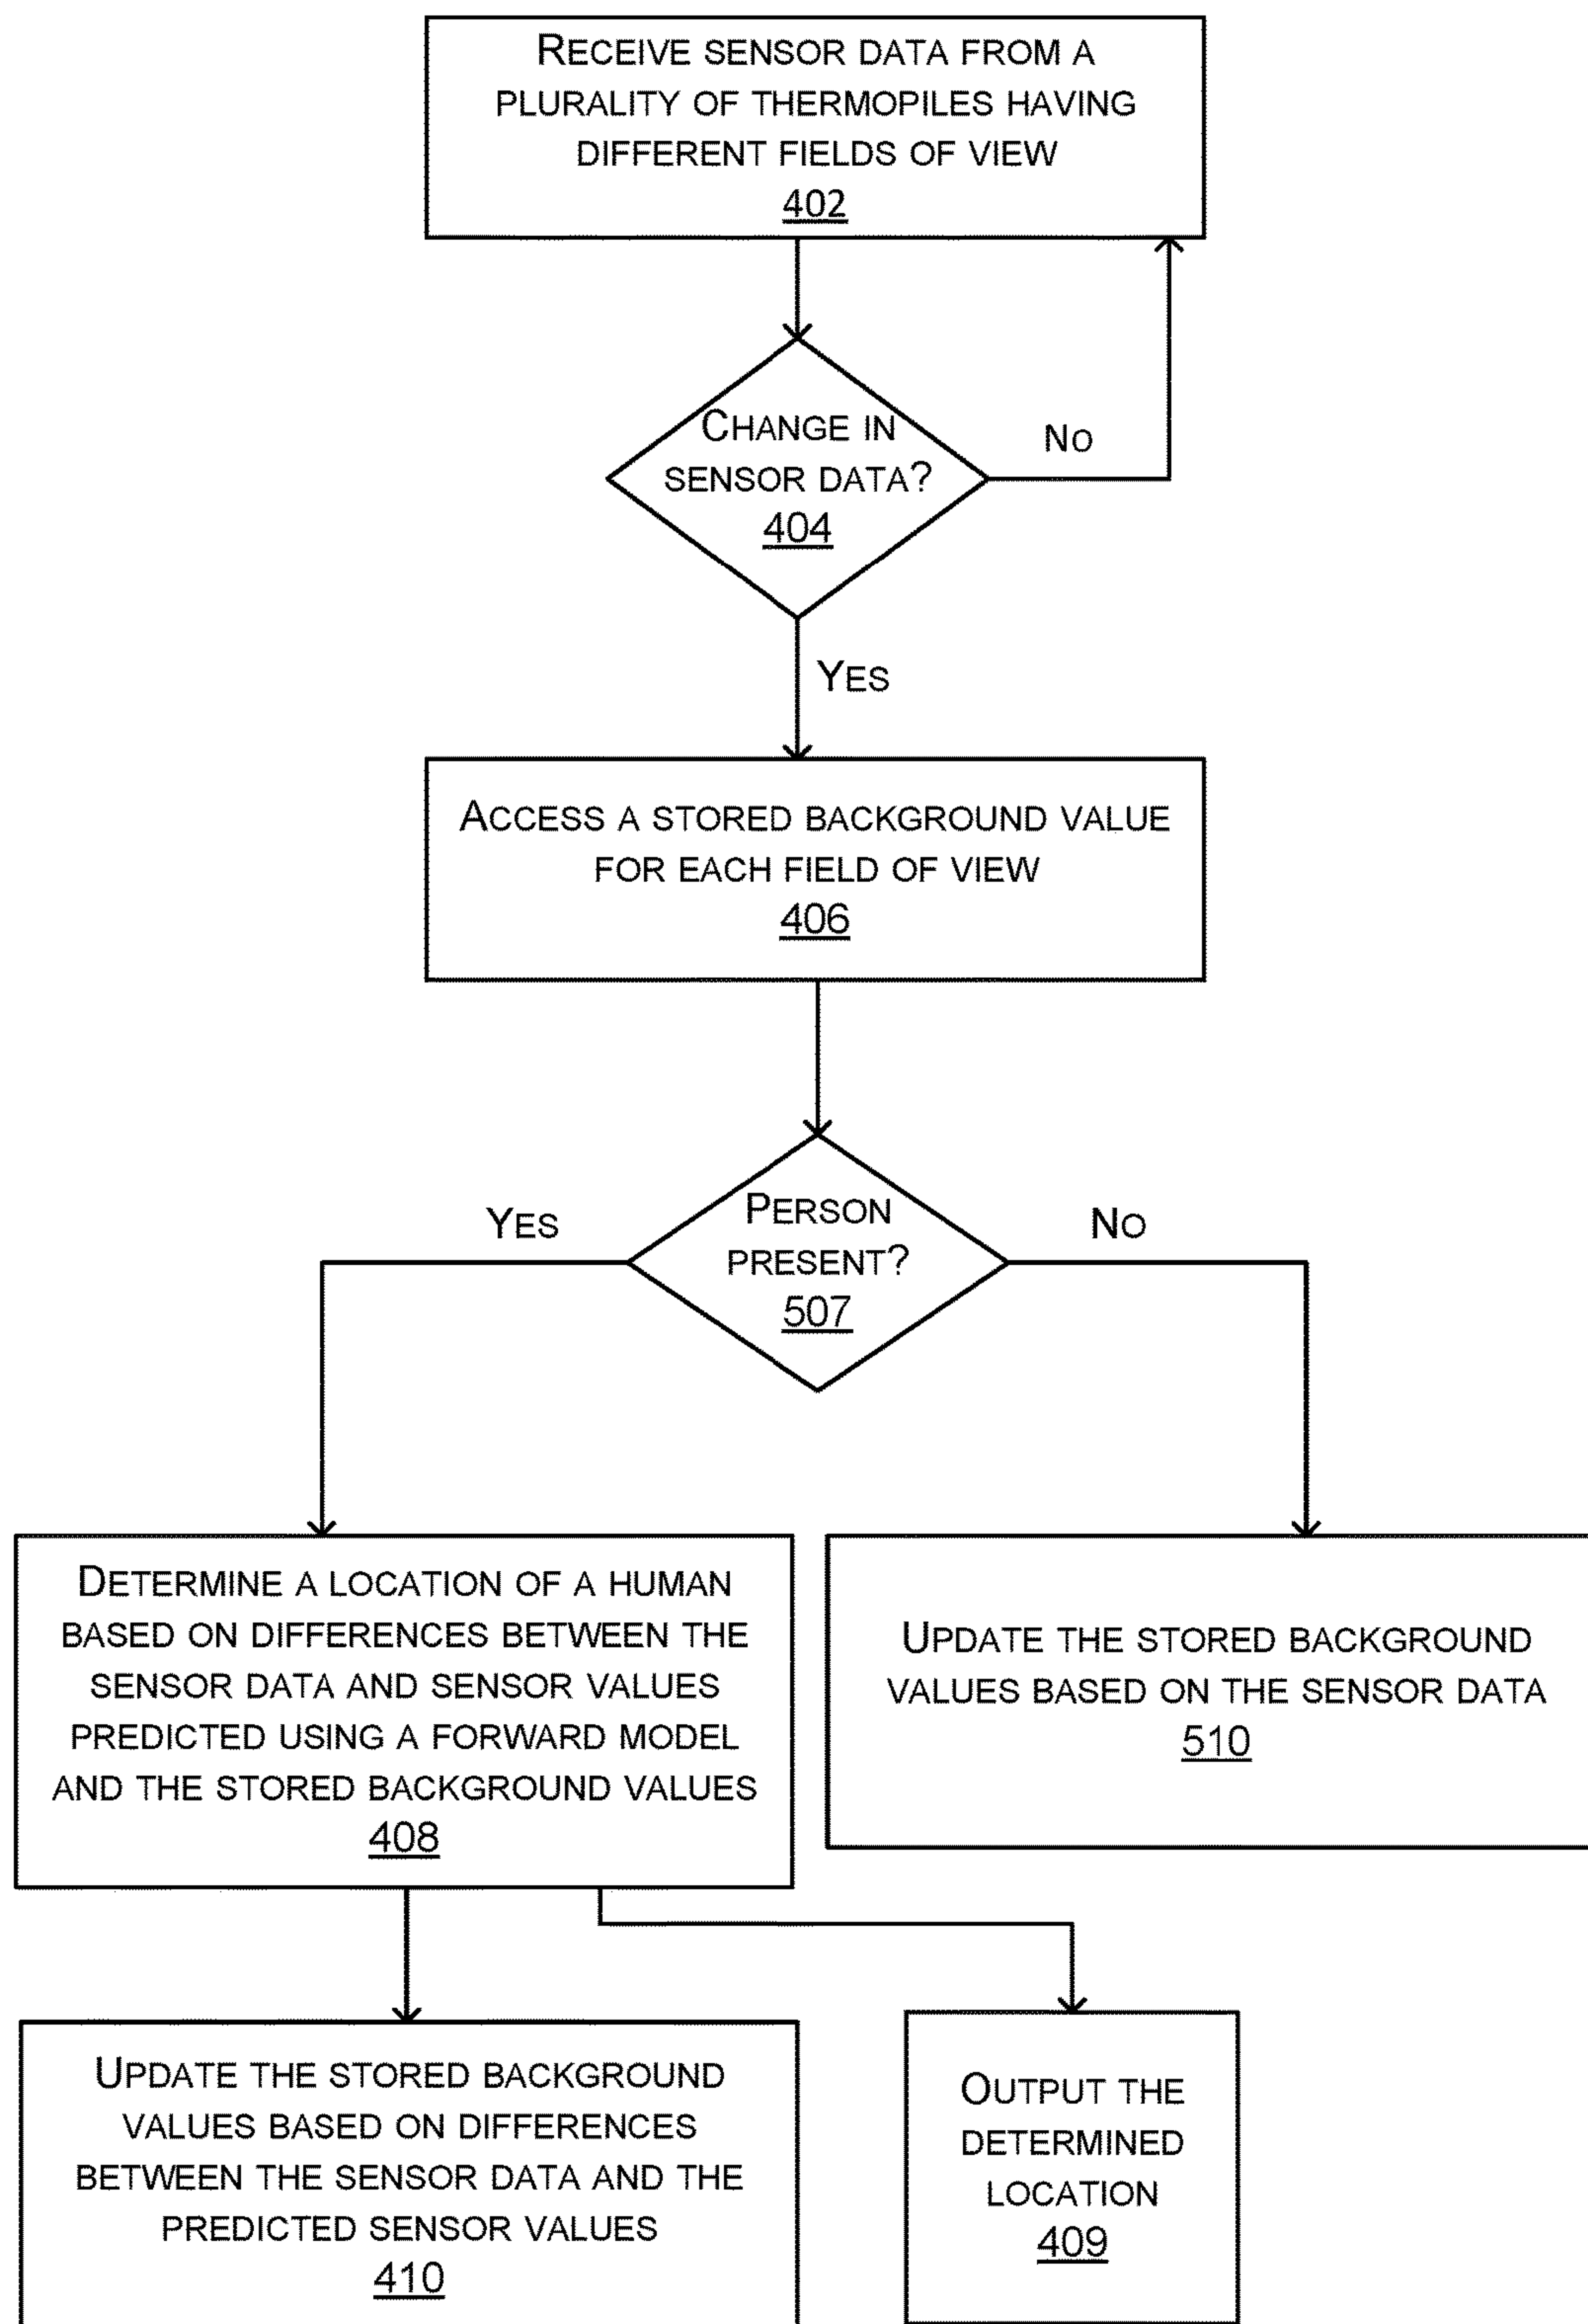 RECEIVE SENSOR DATA FROM A
PLURALITY OF THERMOPILES HAVING
DIFFERENT FIELDS OF VIEW
402
CHANGE IN
SENSOR DATA?
404
NO
YES
ACCESS A STORED BACKGROUND VALUE
FOR EACH FIELD OF VIEW
406
PERSON
PRESENT?
507
YES
NO
DETERMINE A LOCATION OF A HUMAN
BASED ON DIFFERENCES BETWEEN THE
SENSOR DATA AND SENSOR VALUES
PREDICTED USING A FORWARD MODEL
AND THE STORED BACKGROUND VALUES
408
UPDATE THE STORED BACKGROUND
VALUES BASED ON THE SENSOR DATA
510
UPDATE THE STORED BACKGROUND
VALUES BASED ON DIFFERENCES
BETWEEN THE SENSOR DATA AND THE
PREDICTED SENSOR VALUES
410
OUTPUT THE
DETERMINED
LOCATION
409